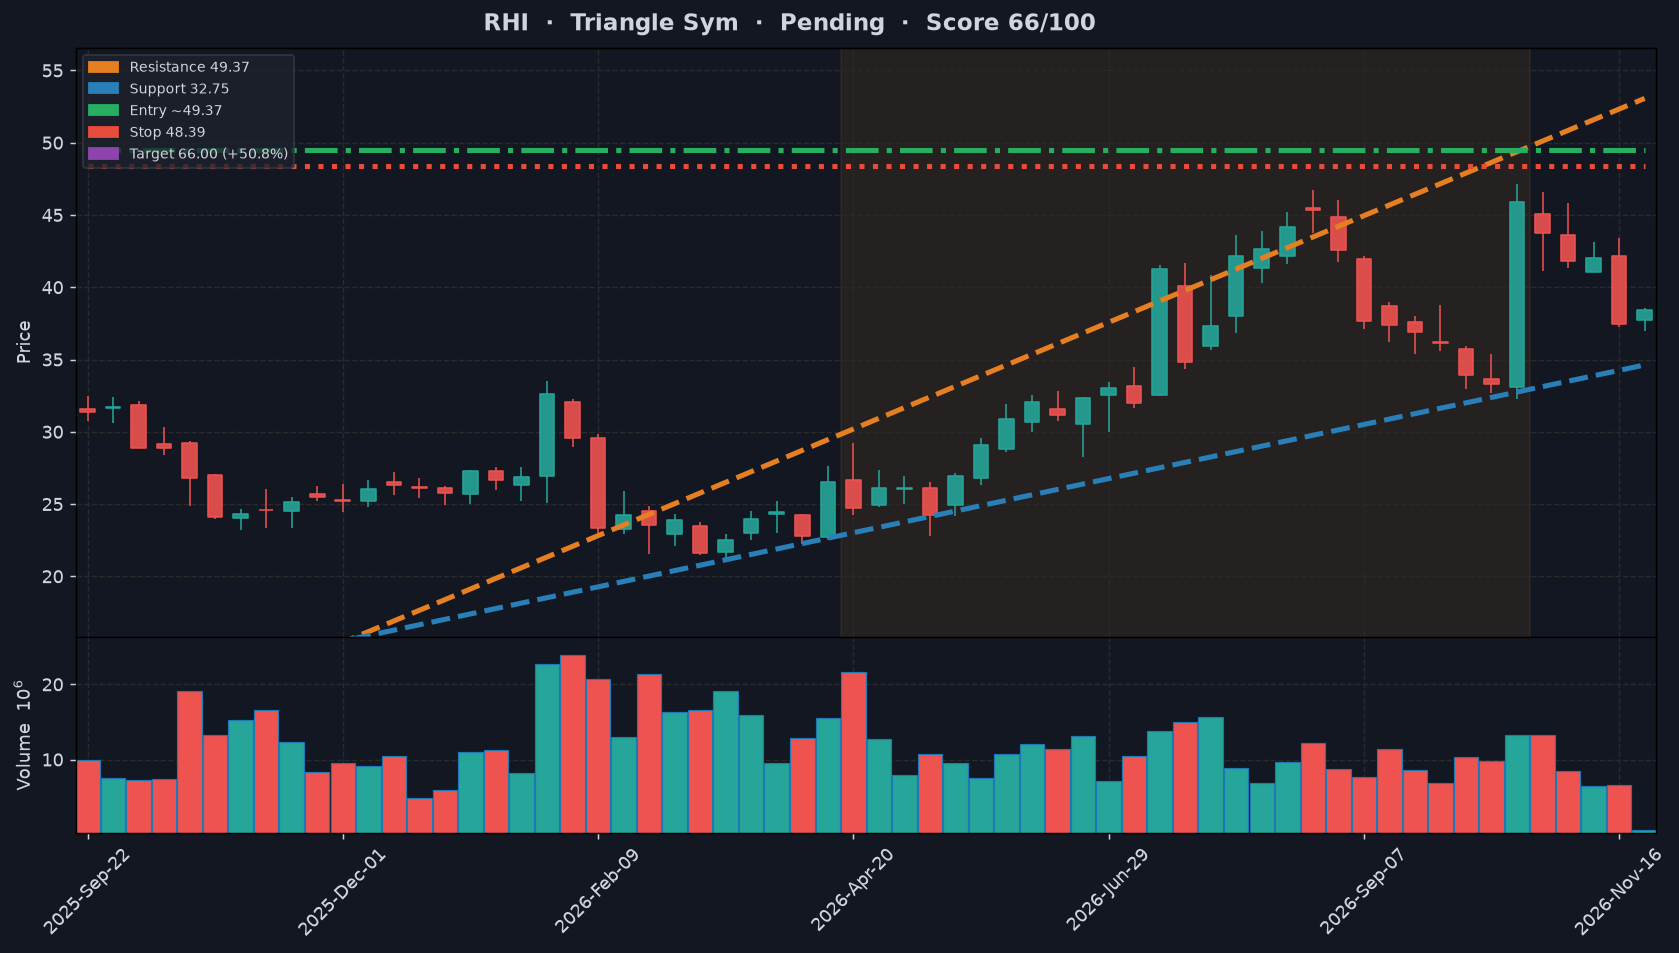 RHI · Triangle Sym · Pending · Score 66/100
Resistance 49.37
Support 32.75
Entry ~49.37
Stop 48.39
Target 66.00 (+50.8%)
Price
55
50
45
40
35
30
25
20
Volume 10⁶
20
10
2025-Sep-22
2025-Dec-01
2026-Feb-09
2026-Apr-20
2026-Jun-29
2026-Sep-07
2026-Nov-16